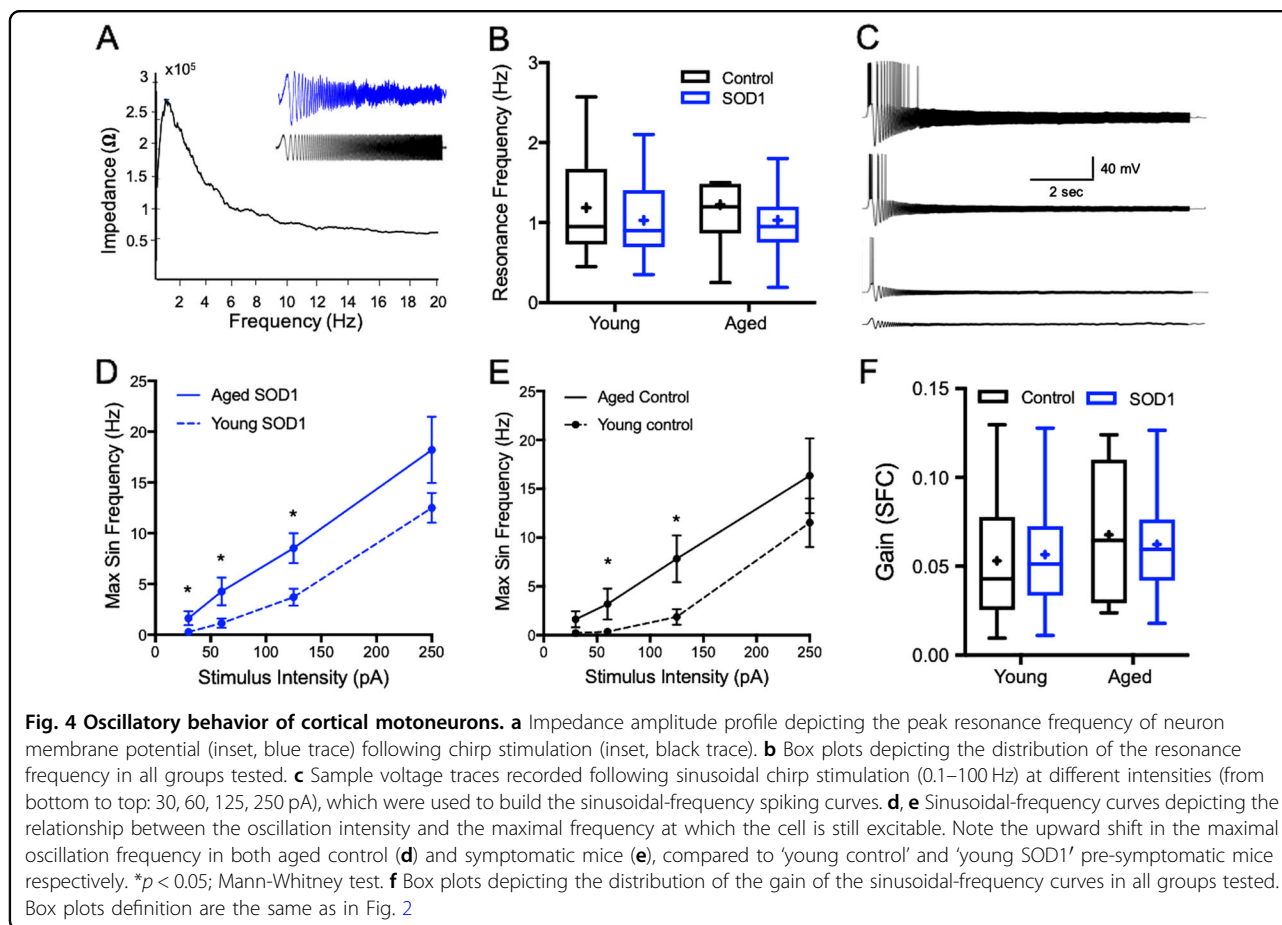 A
x10⁵
3
2.5
2
1.5
1
0.5
Impedance (Ω)
2 4 6 8 10 12 14 16 18 20
Frequency (Hz)
B
Control
SOD1
3
2
1
0
Resonance Frequency (Hz)
Young Aged
C
40 mV
2 sec
D
Aged SOD1
Young SOD1
25
20
15
10
5
0
Max Sin Frequency (Hz)
* * *
0 50 100 150 200 250
Stimulus Intensity (pA)
E
Aged Control
Young control
25
20
15
10
5
0
Max Sin Frequency (Hz)
* *
0 50 100 150 200 250
Stimulus Intensity (pA)
F
Control SOD1
0.15
0.10
0.05
0.00
Gain (SFC)
Young Aged
Fig. 4 Oscillatory behavior of cortical motoneurons. a Impedance amplitude profile depicting the peak resonance frequency of neuron
membrane potential (inset, blue trace) following chirp stimulation (inset, black trace). b Box plots depicting the distribution of the resonance
frequency in all groups tested. c Sample voltage traces recorded following sinusoidal chirp stimulation (0.1–100 Hz) at different intensities (from
bottom to top: 30, 60, 125, 250 pA), which were used to build the sinusoidal-frequency spiking curves. d, e Sinusoidal-frequency curves depicting the
relationship between the oscillation intensity and the maximal frequency at which the cell is still excitable. Note the upward shift in the maximal
oscillation frequency in both aged control (d) and symptomatic mice (e), compared to ‘young control’ and ‘young SOD1′ pre-symptomatic mice
respectively. *p < 0.05; Mann-Whitney test. f Box plots depicting the distribution of the gain of the sinusoidal-frequency curves in all groups tested.
Box plots definition are the same as in Fig. 2